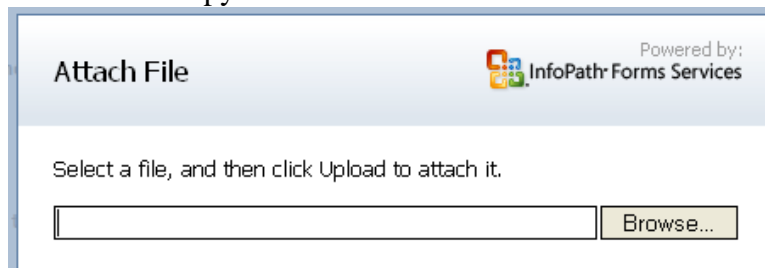 Powered by:
Attach File
InfoPath Forms Services
Select a file, and then click Upload to attach it.
Browse...